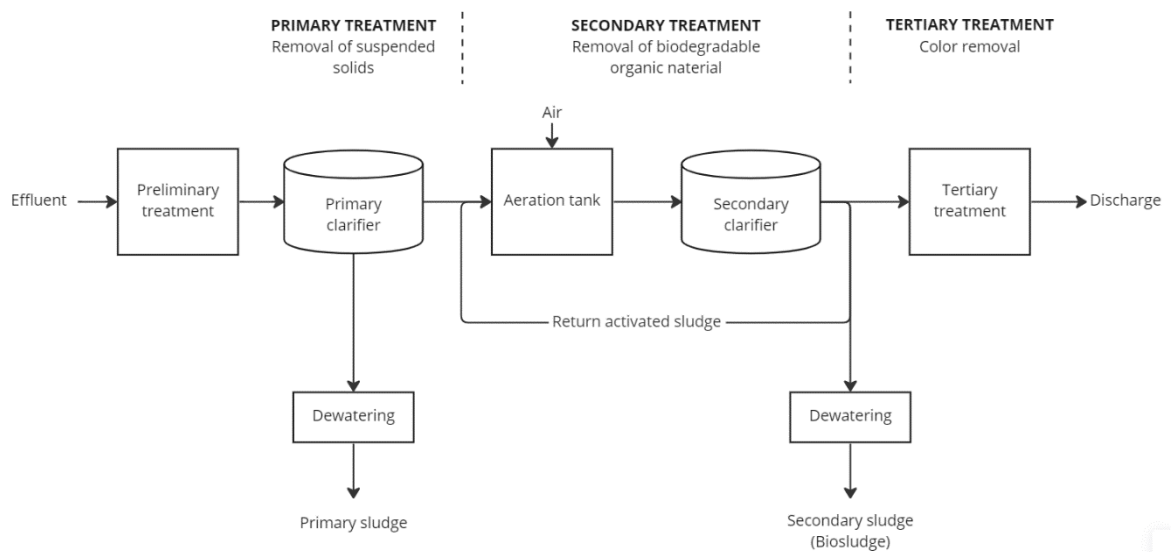 PRIMARY TREATMENT
Removal of suspended
solids
SECONDARY TREATMENT
Removal of biodegradable
organic naterial
TERTIARY TREATMENT
Color removal
Air
Effluent
Preliminary
treatment
Primary
clarifier
Aeration tank
Secondary
clarifier
Tertiary
treatment
Discharge
Return activated sludge
Dewatering
Dewatering
Primary sludge
Secondary sludge
(Biosludge)